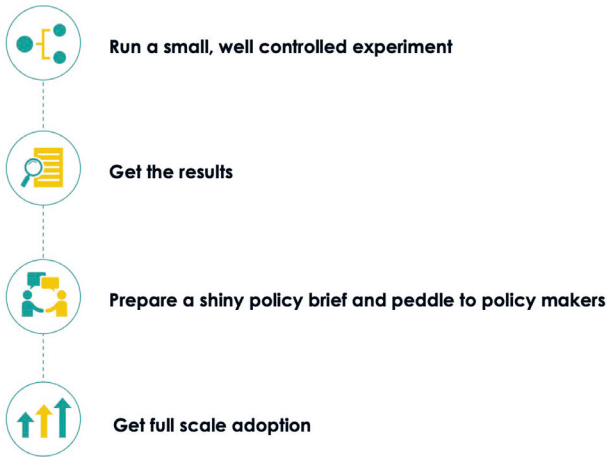 Run a small, well controlled experiment
Get the results
Prepare a shiny policy brief and peddle to policy makers
Get full scale adoption